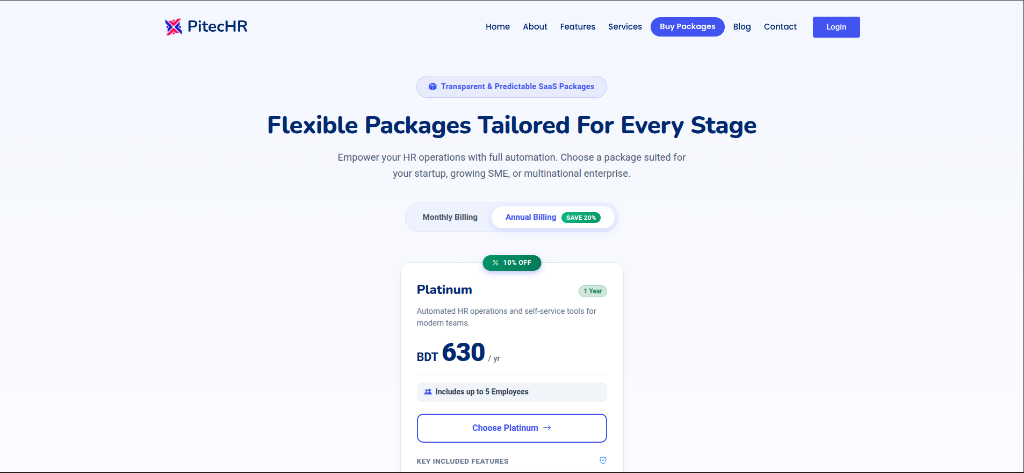 PitecHR
Home About Features Services Buy Packages Blog Contact Login
Transparent & Predictable SaaS Packages
Flexible Packages Tailored For Every Stage
Empower your HR operations with full automation. Choose a package suited for
your startup, growing SME, or multinational enterprise.
Monthly Billing Annual Billing SAVE 20%
% 10% OFF
Platinum 1 Year
Automated HR operations and self-service tools for
modern teams.
BDT 630 / yr
Includes up to 5 Employees
Choose Platinum →
KEY INCLUDED FEATURES